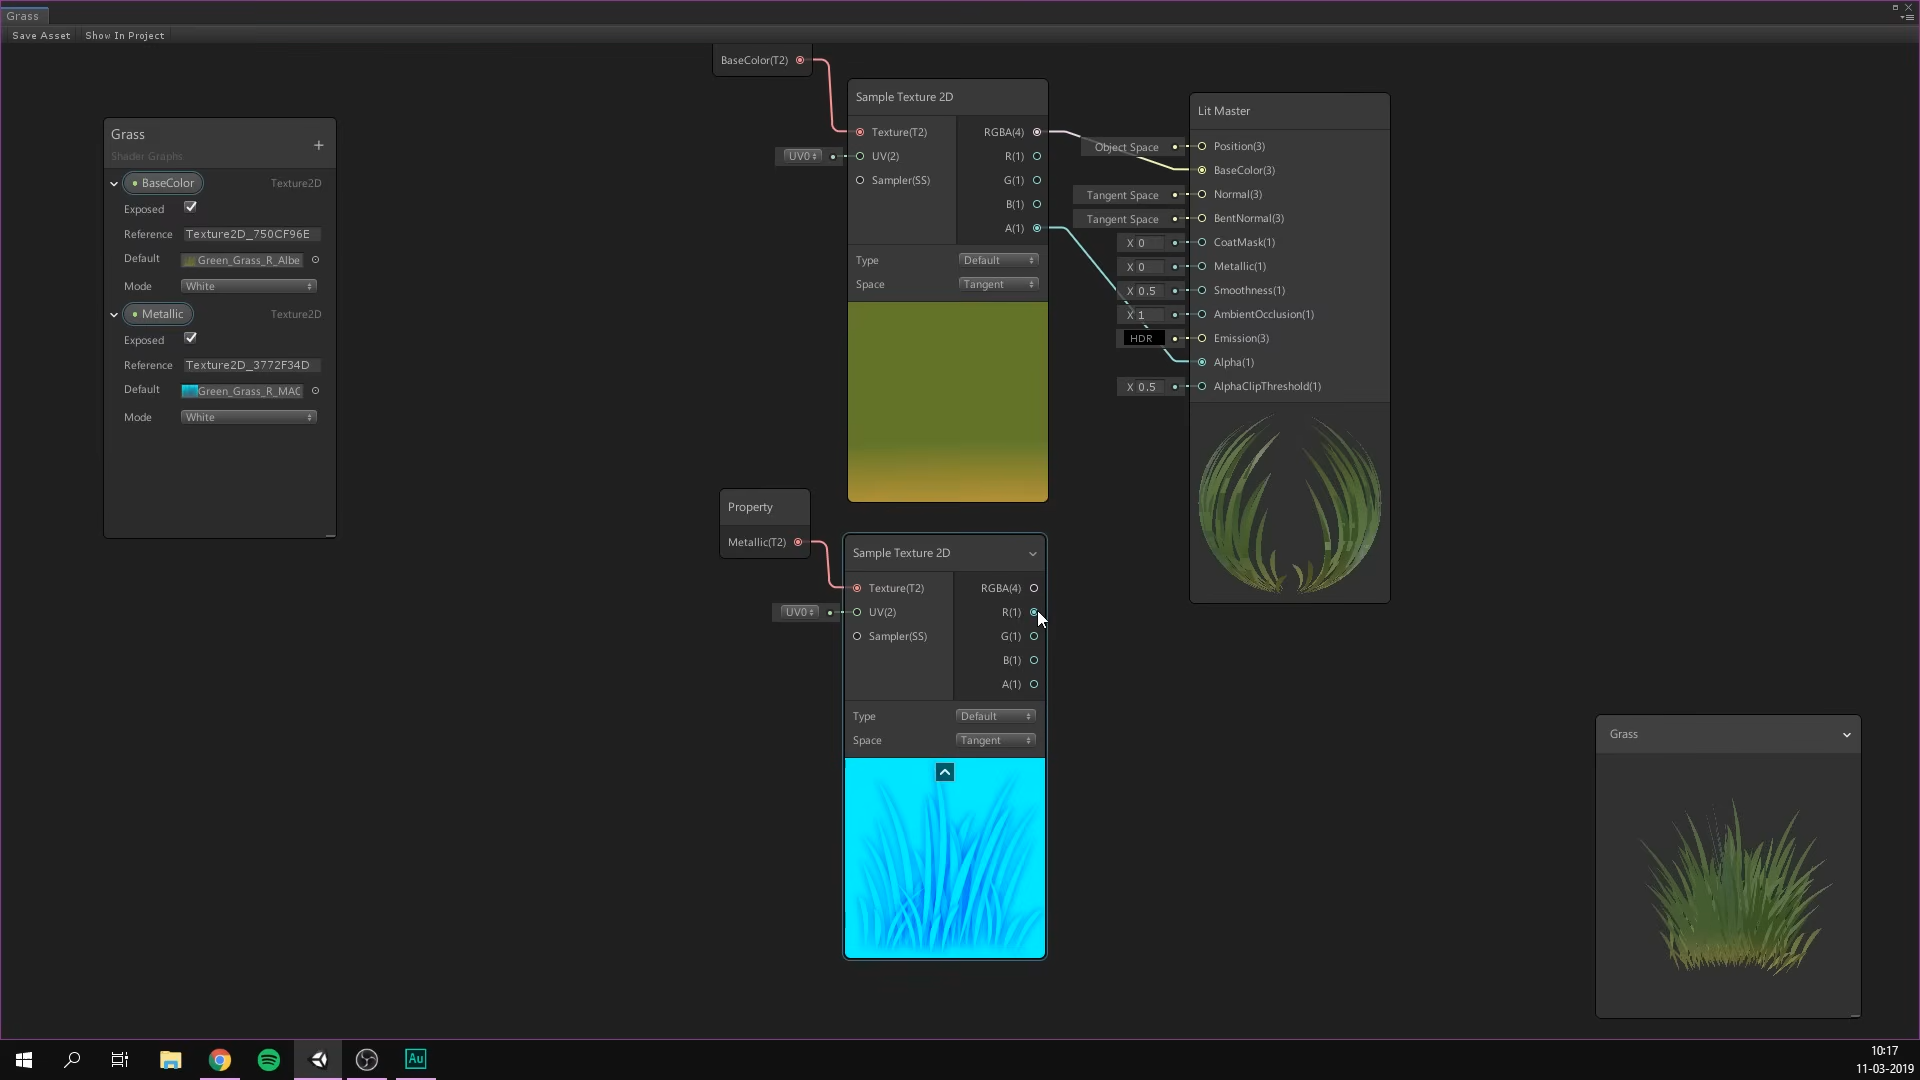 Grass
Save Asset Show In Project
Grass
Shader Graphs
+
BaseColor Texture2D
Exposed
Reference Texture2D_750CF96E
Default Green_Grass_R_Albe
Mode White
Metallic Texture2D
Exposed
Reference Texture2D_3772F34D
Default Green_Grass_R_MAC
Mode White
BaseColor(T2)
Sample Texture 2D
Texture(T2) RGBA(4)
UV0 UV(2) R(1)
Sampler(SS) G(1)
B(1)
A(1)
Type Default
Space Tangent
Property
Metallic(T2)
Sample Texture 2D
Texture(T2) RGBA(4)
UV0 UV(2) R(1)
Sampler(SS) G(1)
B(1)
A(1)
Type Default
Space Tangent
Lit Master
Object Space Position(3)
BaseColor(3)
Tangent Space Normal(3)
Tangent Space BentNormal(3)
X 0 CoatMask(1)
X 0 Metallic(1)
X 0.5 Smoothness(1)
X 1 AmbientOcclusion(1)
HDR Emission(3)
Alpha(1)
X 0.5 AlphaClipThreshold(1)
Grass
Au
10:17
11-03-2019